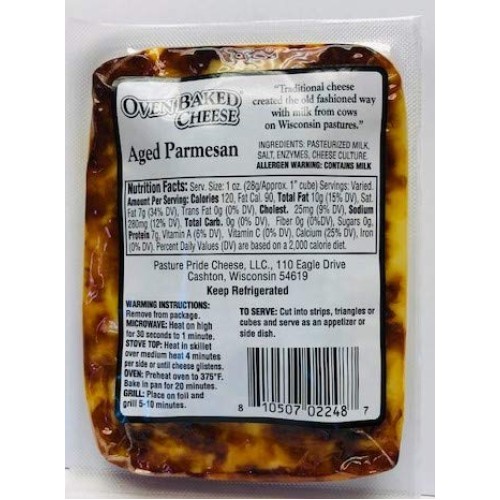 OVEN BAKED
CHEESE
Aged Parmesan
"Traditional cheese
created the old fashioned way
with milk from cows
on Wisconsin pastures."
INGREDIENTS: PASTEURIZED MILK,
SALT, ENZYMES, CHEESE CULTURE.
ALLERGEN WARNING: CONTAINS MILK
Nutrition Facts: Serv. Size: 1 oz. (28g/Approx. 1" cube) Servings: Varied.
Amount Per Serving: Calories 120, Fat Cal. 90, Total Fat 10g (15% DV), Sat.
Fat 7g (34% DV), Trans Fat 0g (0% DV), Cholest. 25mg (9% DV), Sodium
280mg (12% DV), Total Carb. 0g (0% DV), Fiber 0g (0%DV), Sugars 0g,
Protein 7g, Vitamin A (6% DV), Vitamin C (0% DV), Calcium (25% DV), Iron
(0% DV), Percent Daily Values (DV) are based on a 2,000 calorie diet.
Pasture Pride Cheese, LLC., 110 Eagle Drive
Cashton, Wisconsin 54619
Keep Refrigerated
WARMING INSTRUCTIONS:
Remove from package.
MICROWAVE: Heat on high
for 30 seconds to 1 minute.
STOVE TOP: Heat in skillet
over medium heat 4 minutes
per side or until cheese glistens.
OVEN: Preheat oven to 375°F.
Bake in pan for 20 minutes.
GRILL: Place on foil and
grill 5-10 minutes.
TO SERVE: Cut into strips, triangles or
cubes and serve as an appetizer or
side dish.
8 10507 02248 7